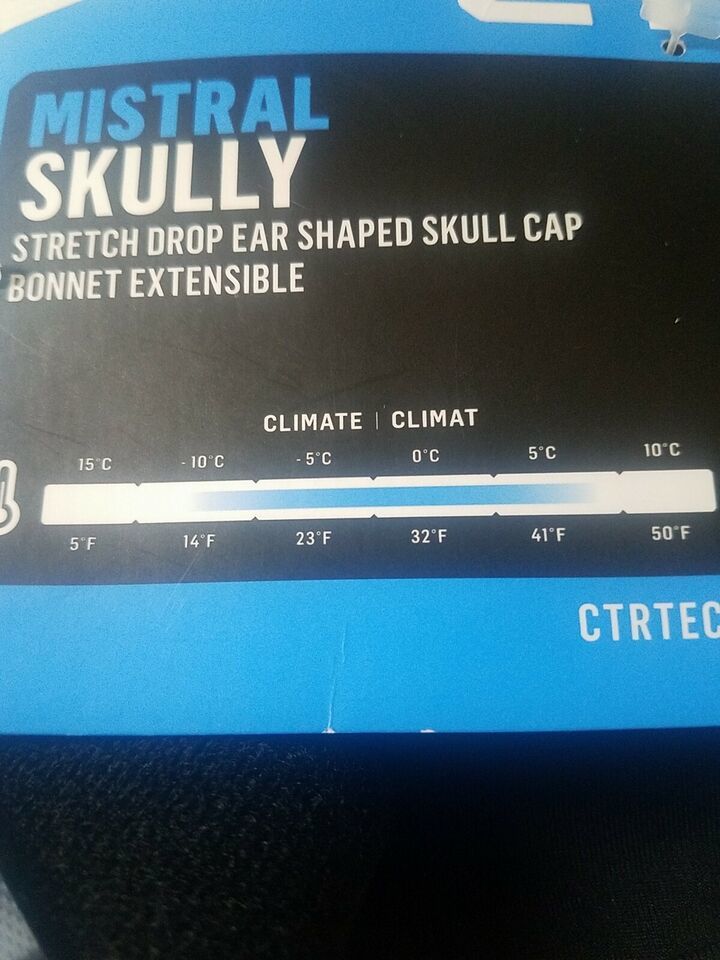 MISTRAL
SKULLY
STRETCH DROP EAR SHAPED SKULL CAP
BONNET EXTENSIBLE
CLIMATE | CLIMAT
15°C - 10°C - 5°C 0°C 5°C 10°C
5°F 14°F 23°F 32°F 41°F 50°F
CTRTEC